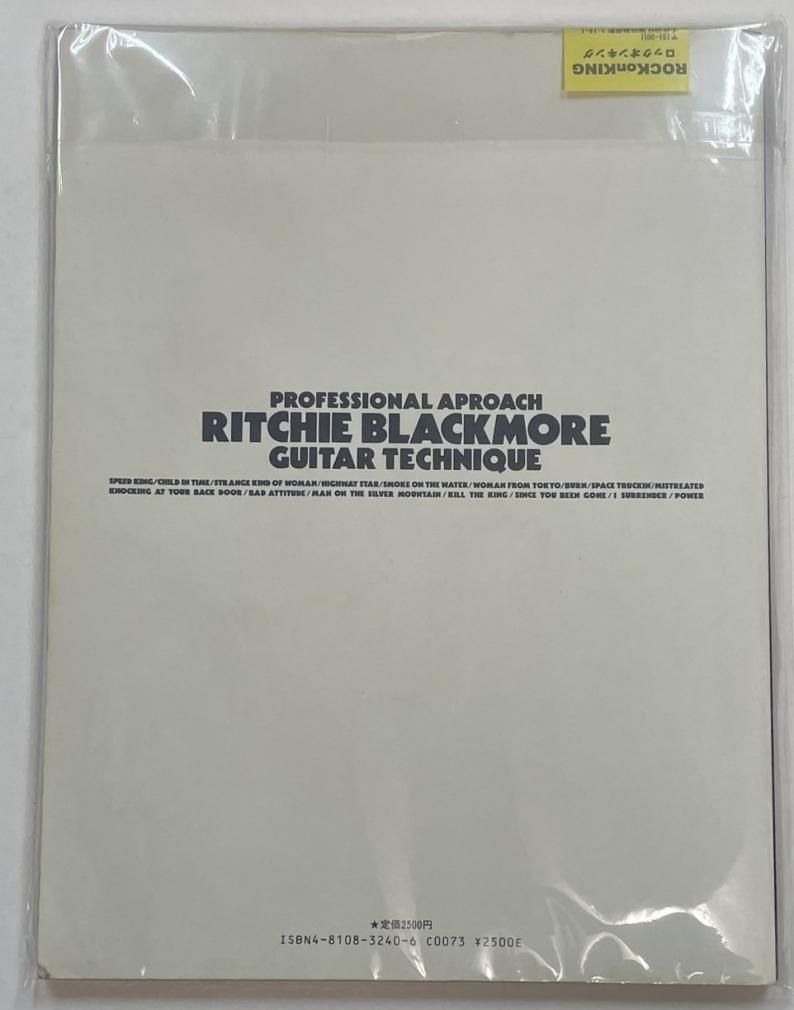 ROCKonKING
ロックオンキング
〒101-0051
PROFESSIONAL APROACH
RITCHIE BLACKMORE
GUITAR TECHNIQUE
SPEED KING/CHILD IN TIME/STRANGE KIND OF WOMAN/HIGHWAY STAR/SMOKE ON THE WATER/WOMAN FROM TOKYO/BURN/SPACE TRUCKIN'/MISTREATED
KNOCKING AT YOUR BACK DOOR/BAD ATTITUDE/MAN ON THE SILVER MOUNTAIN/KILL THE KING/SINCE YOU BEEN GONE/I SURRENDER/POWER
★定価2500円
ISBN4-8108-3240-6 C0073 ¥2500E